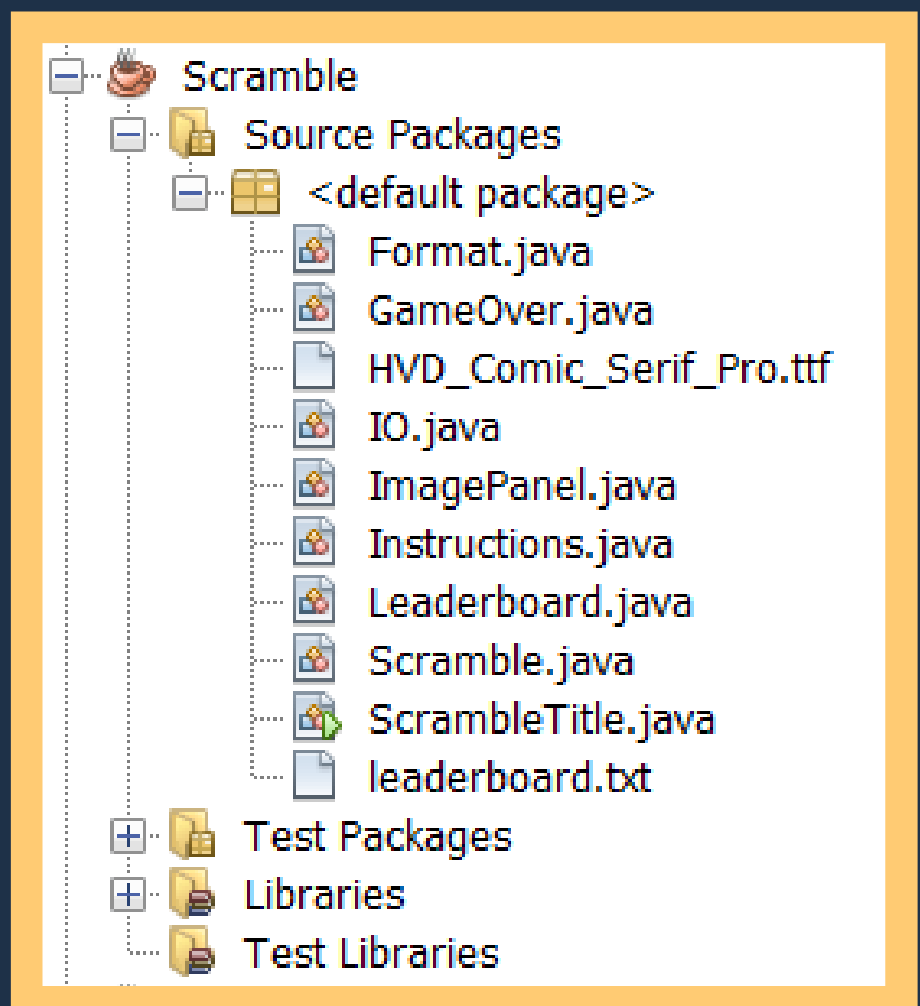 Scramble
Source Packages
<default package>
Format.java
GameOver.java
HVD_Comic_Serif_Pro.ttf
IO.java
ImagePanel.java
Instructions.java
Leaderboard.java
Scramble.java
ScrambleTitle.java
leaderboard.txt
Test Packages
Libraries
Test Libraries